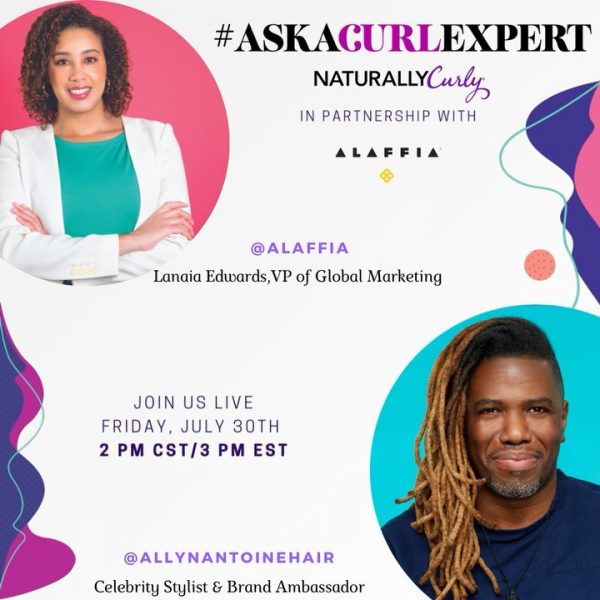 #ASKACURLEXPERT
NATURALLYCurly
IN PARTNERSHIP WITH
ALAFFIA
@ALAFFIA
Lanaia Edwards,VP of Global Marketing
JOIN US LIVE
FRIDAY, JULY 30TH
2 PM CST/3 PM EST
@ALLYNANTOINEHAIR
Celebrity Stylist & Brand Ambassador